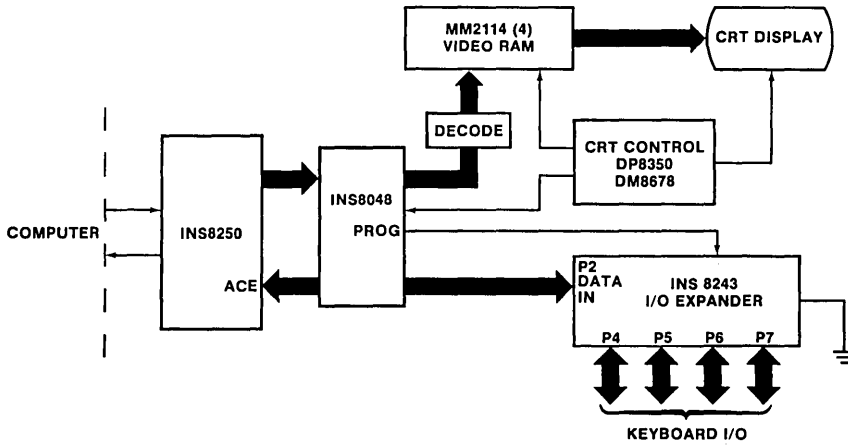 MM2114 (4)
VIDEO RAM
CRT DISPLAY
DECODE
CRT CONTROL
DP8350
DM8678
INS8048
PROG
COMPUTER
INS8250
ACE
P2
DATA
IN
INS 8243
I/O EXPANDER
P4 P5 P6 P7
KEYBOARD I/O